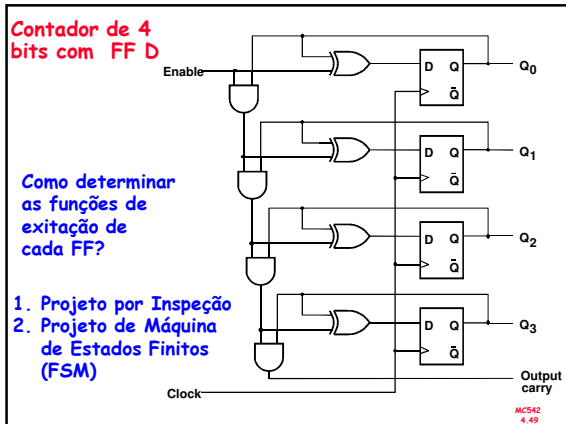 Contador de 4
bits com FF D
Enable
D Q
Q̄
Q0
D Q
Q̄
Q1
Como determinar
as funções de
exitação de
cada FF?
D Q
Q̄
Q2
1. Projeto por Inspeção
2. Projeto de Máquina
de Estados Finitos
(FSM)
D Q
Q̄
Q3
Output
carry
Clock
MC542
4.49